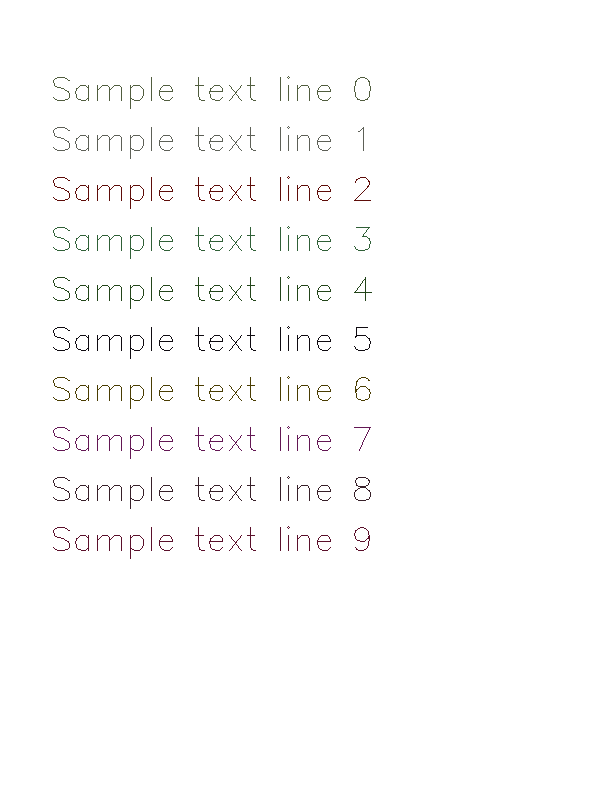 Sample text line 0
Sample text line 1
Sample text line 2
Sample text line 3
Sample text line 4
Sample text line 5
Sample text line 6
Sample text line 7
Sample text line 8
Sample text line 9